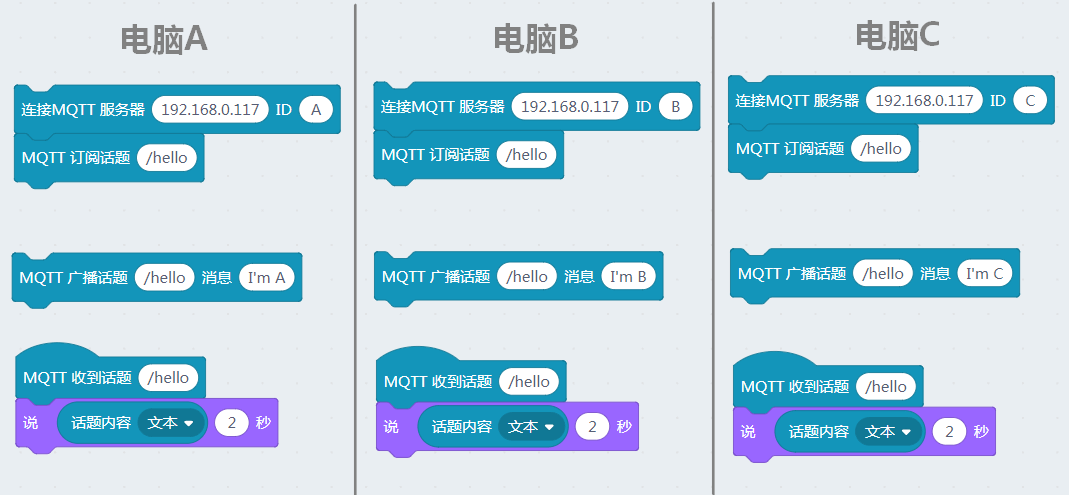 电脑A
连接MQTT 服务器 192.168.0.117 ID A
MQTT 订阅话题 /hello
MQTT 广播话题 /hello 消息 I'm A
MQTT 收到话题 /hello
说 话题内容 文本 2 秒
电脑B
连接MQTT 服务器 192.168.0.117 ID B
MQTT 订阅话题 /hello
MQTT 广播话题 /hello 消息 I'm B
MQTT 收到话题 /hello
说 话题内容 文本 2 秒
电脑C
连接MQTT 服务器 192.168.0.117 ID C
MQTT 订阅话题 /hello
MQTT 广播话题 /hello 消息 I'm C
MQTT 收到话题 /hello
说 话题内容 文本 2 秒